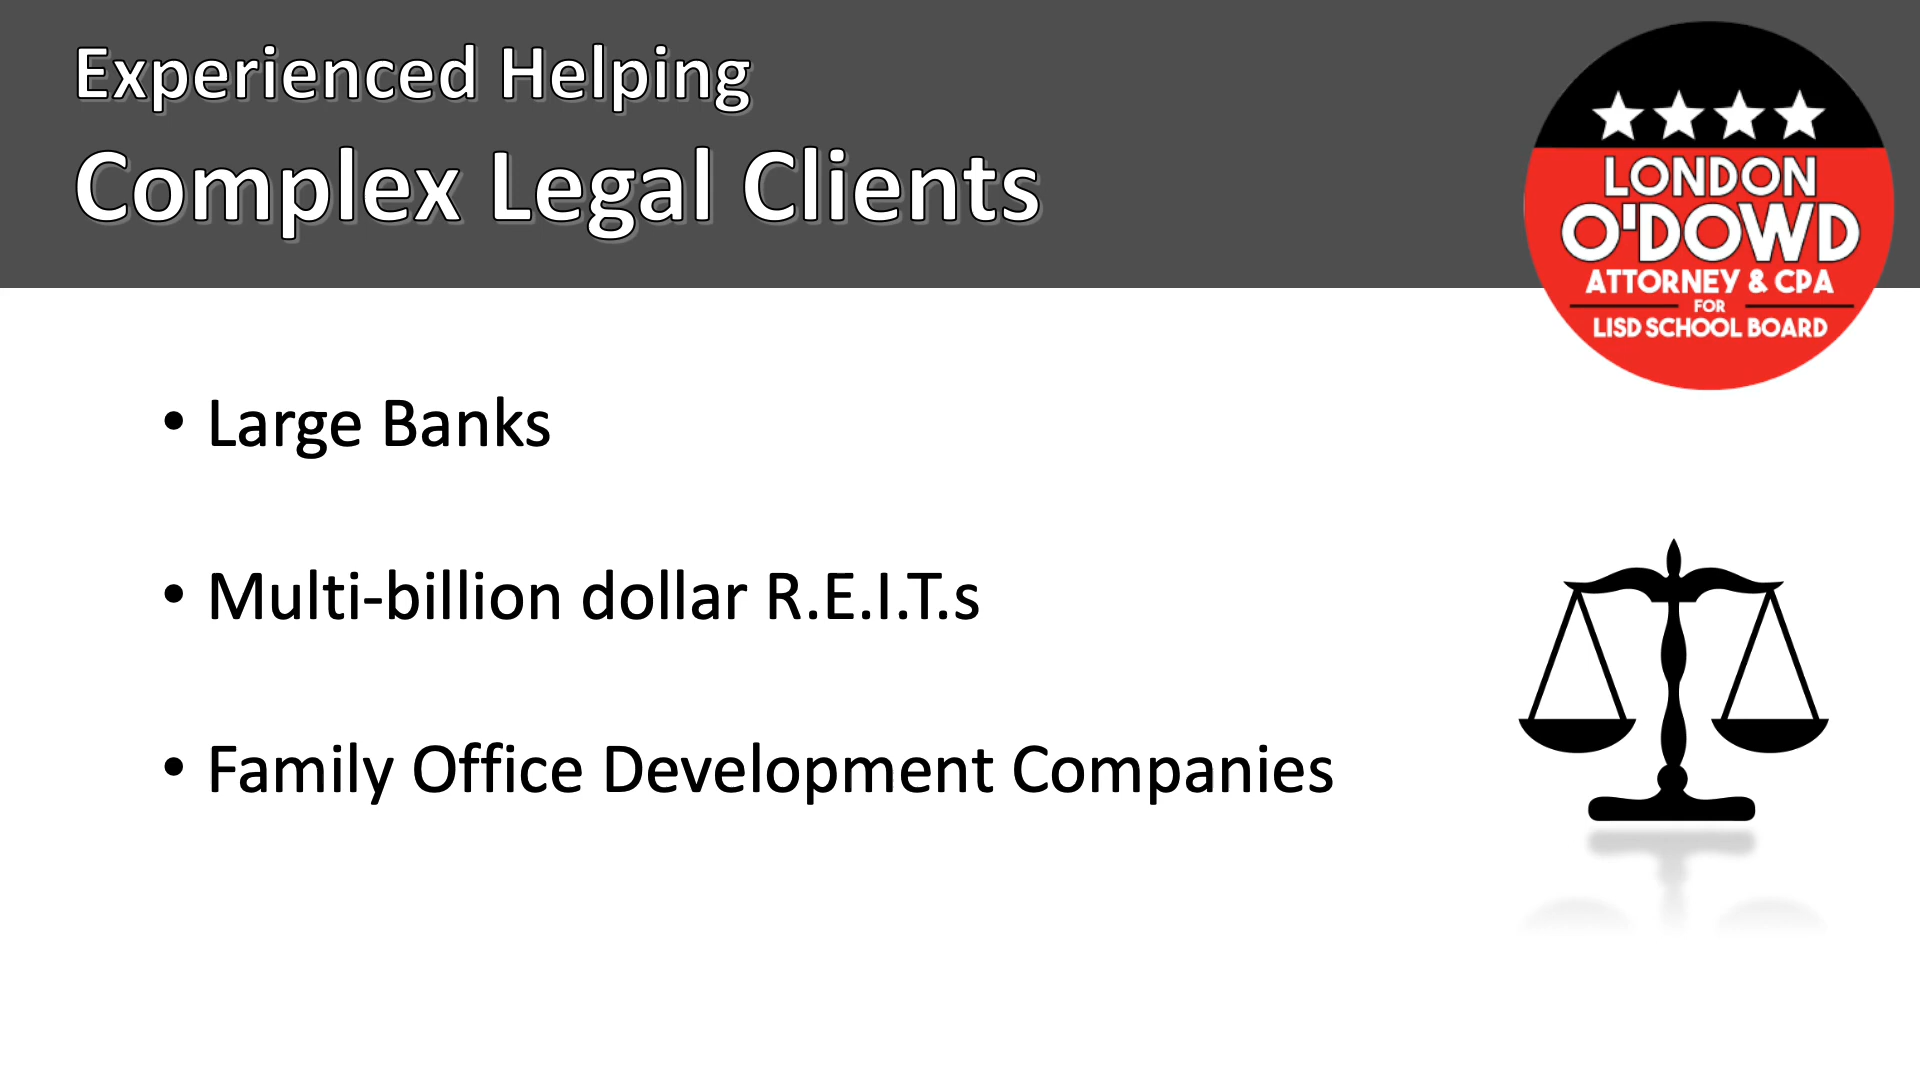 Experienced Helping
Complex Legal Clients
LONDON
O'DOWD
ATTORNEY & CPA
FOR
LISD SCHOOL BOARD
• Large Banks
• Multi-billion dollar R.E.I.T.s
• Family Office Development Companies